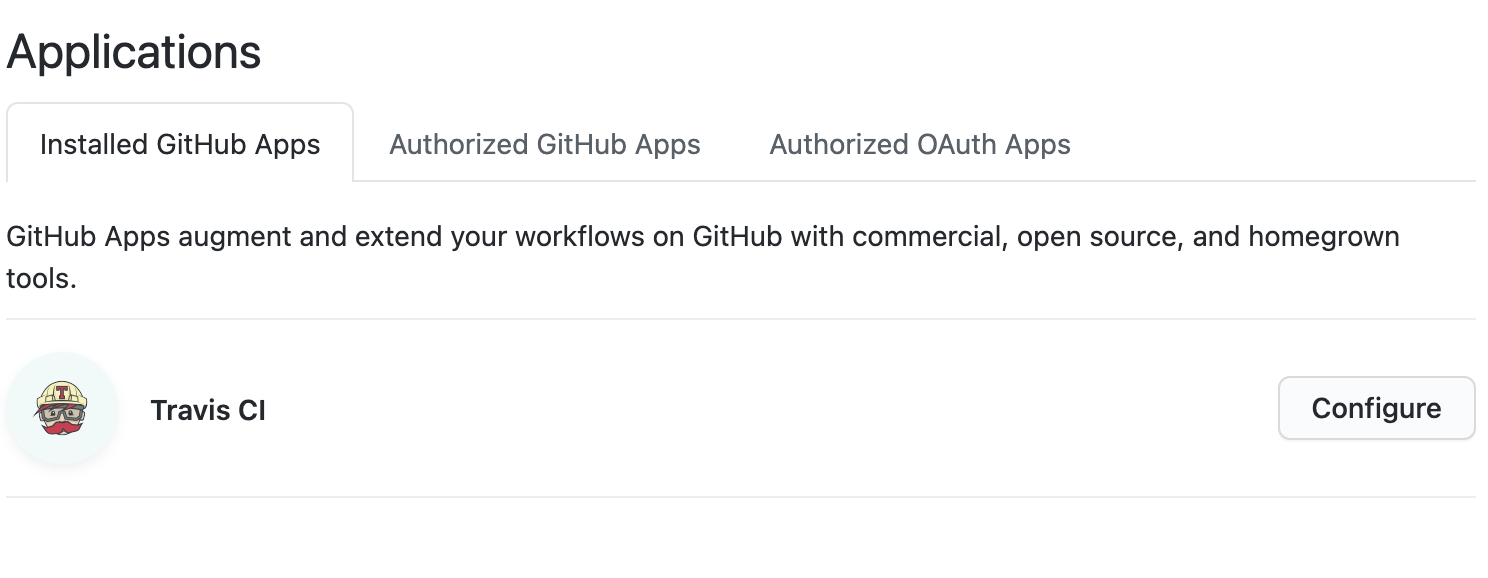 Applications
Installed GitHub Apps
Authorized GitHub Apps
Authorized OAuth Apps
GitHub Apps augment and extend your workflows on GitHub with commercial, open source, and homegrown
tools.
T
Travis CI
Configure